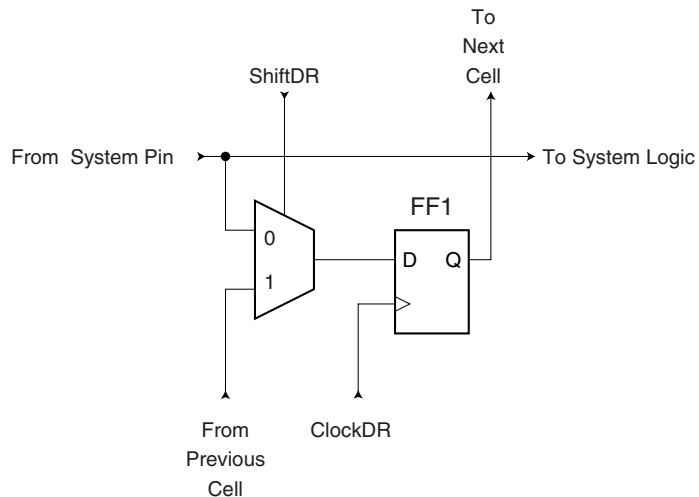 To
Next
Cell
ShiftDR
From System Pin
To System Logic
FF1
0
D Q
1
From
Previous
Cell
ClockDR